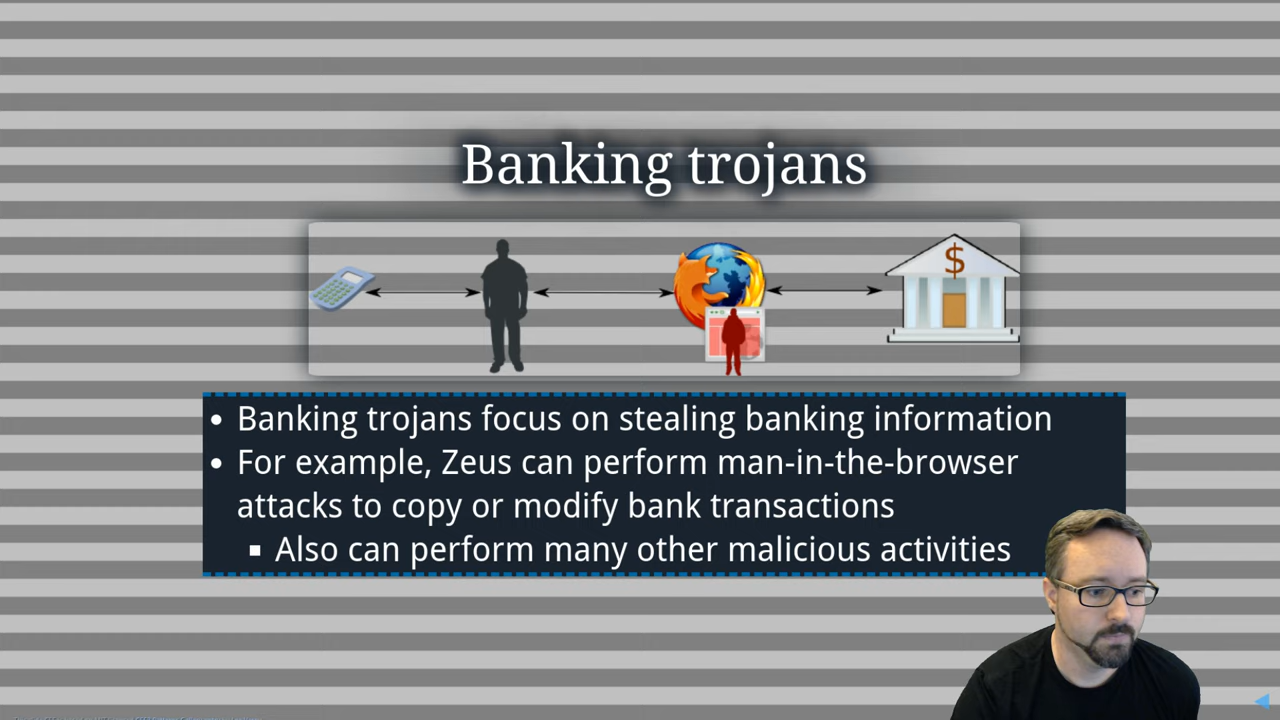 Banking trojans
$
• Banking trojans focus on stealing banking information
• For example, Zeus can perform man-in-the-browser
attacks to copy or modify bank transactions
▪ Also can perform many other malicious activities